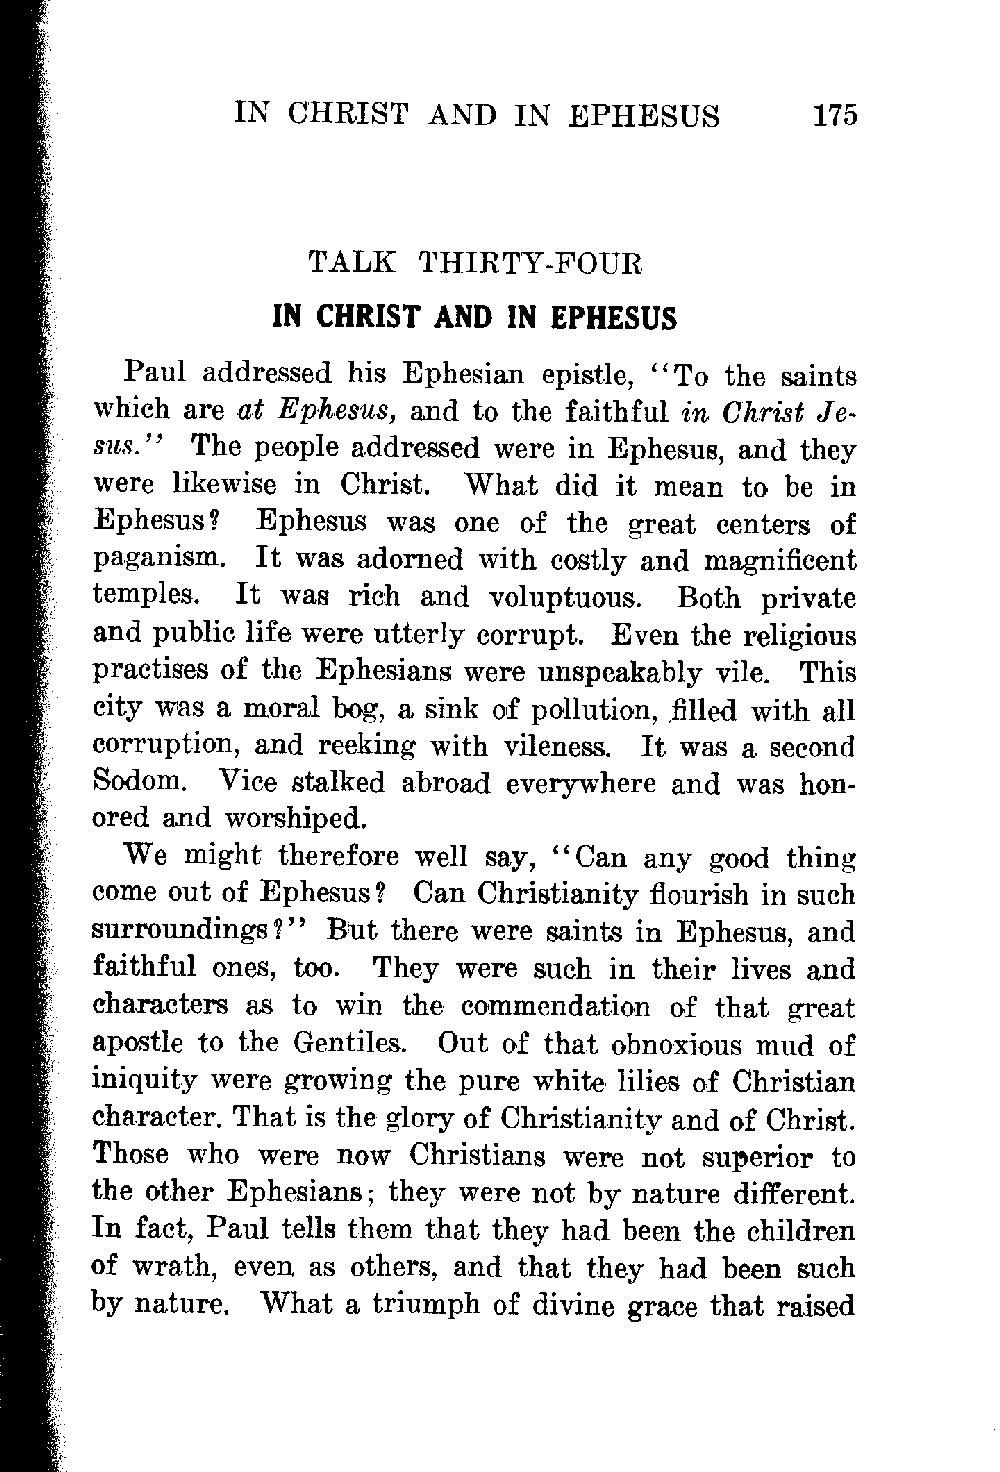 IN CHRIST AND IN EPHESUS 175
TALK THIRTY-FOUR
IN CHRIST AND IN EPHESUS
Paul addressed his Ephesian epistle, "To the saints
which are at Ephesus, and to the faithful in Christ Je-
sus." The people addressed were in Ephesus, and they
were likewise in Christ. What did it mean to be in
Ephesus? Ephesus was one of the great centers of
paganism. It was adorned with costly and magnificent
temples. It was rich and voluptuous. Both private
and public life were utterly corrupt. Even the religious
practises of the Ephesians were unspeakably vile. This
city was a moral bog, a sink of pollution, filled with all
corruption, and reeking with vileness. It was a second
Sodom. Vice stalked abroad everywhere and was hon-
ored and worshiped.
We might therefore well say, "Can any good thing
come out of Ephesus? Can Christianity flourish in such
surroundings?" But there were saints in Ephesus, and
faithful ones, too. They were such in their lives and
characters as to win the commendation of that great
apostle to the Gentiles. Out of that obnoxious mud of
iniquity were growing the pure white lilies of Christian
character. That is the glory of Christianity and of Christ.
Those who were now Christians were not superior to
the other Ephesians; they were not by nature different.
In fact, Paul tells them that they had been the children
of wrath, even as others, and that they had been such
by nature. What a triumph of divine grace that raised